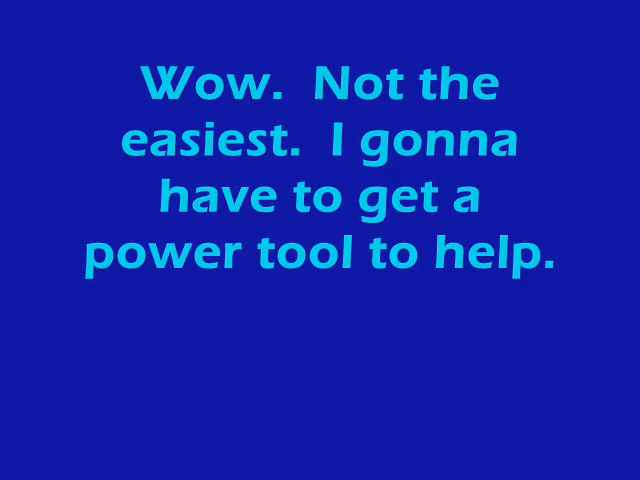 Wow.  Not the
easiest.  I gonna
have to get a
power tool to help.